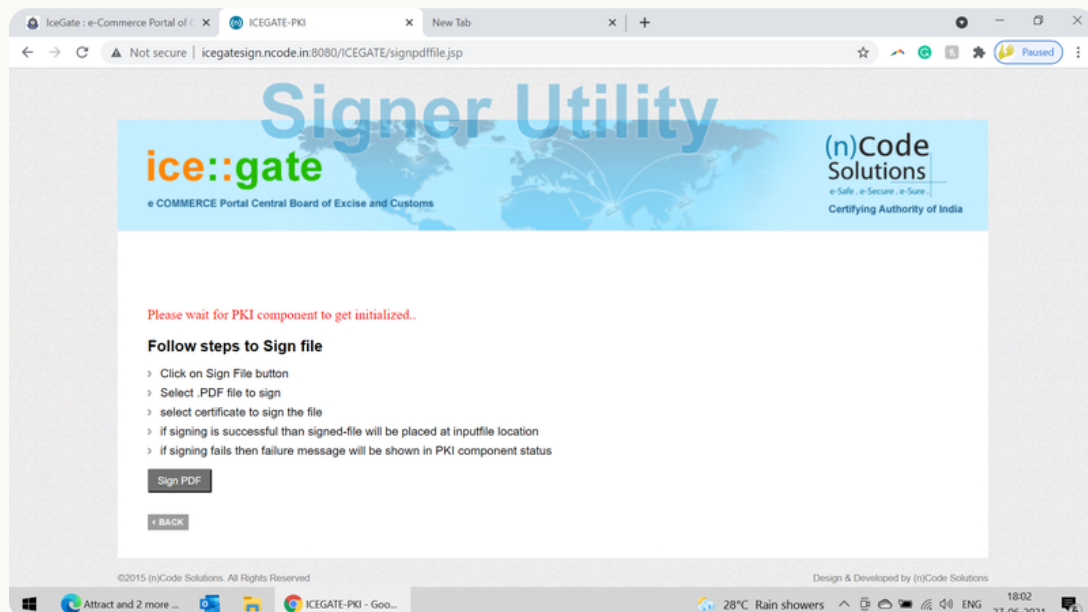 IceGate : e-Commerce Portal of
ICEGATE-PKI
New Tab
Not secure | icegatesign.ncode.in:8080/ICEGATE/signpdffile.jsp
Paused
Signer Utility
ice::gate
e COMMERCE Portal Central Board of Excise and Customs
(n)Code
Solutions
e-Safe . e-Secure . e-Sure .
Certifying Authority of India
Please wait for PKI component to get initialized..
Follow steps to Sign file
Click on Sign File button
Select .PDF file to sign
select certificate to sign the file
if signing is successful than signed-file will be placed at inputfile location
if signing fails then failure message will be shown in PKI component status
Sign PDF
< BACK
©2015 (n)Code Solutions. All Rights Reserved
Design & Developed by (n)Code Solutions
Attract and 2 more ...
ICEGATE-PKI - Goo...
28°C Rain showers
ENG
18:02
27-05-2021